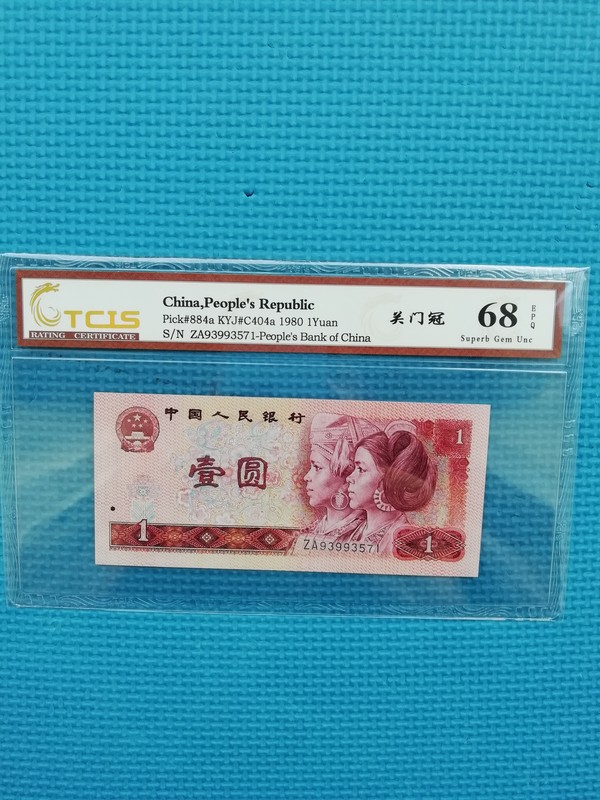 TCIS
RATING CERTIFICATE
China,People's Republic
Pick#884a KYJ#C404a 1980 1Yuan
S/N ZA93993571-People's Bank of China
关门冠
68
EPQ
Superb Gem Unc
中国人民银行
1
壹圆
1
ZA93993571
1